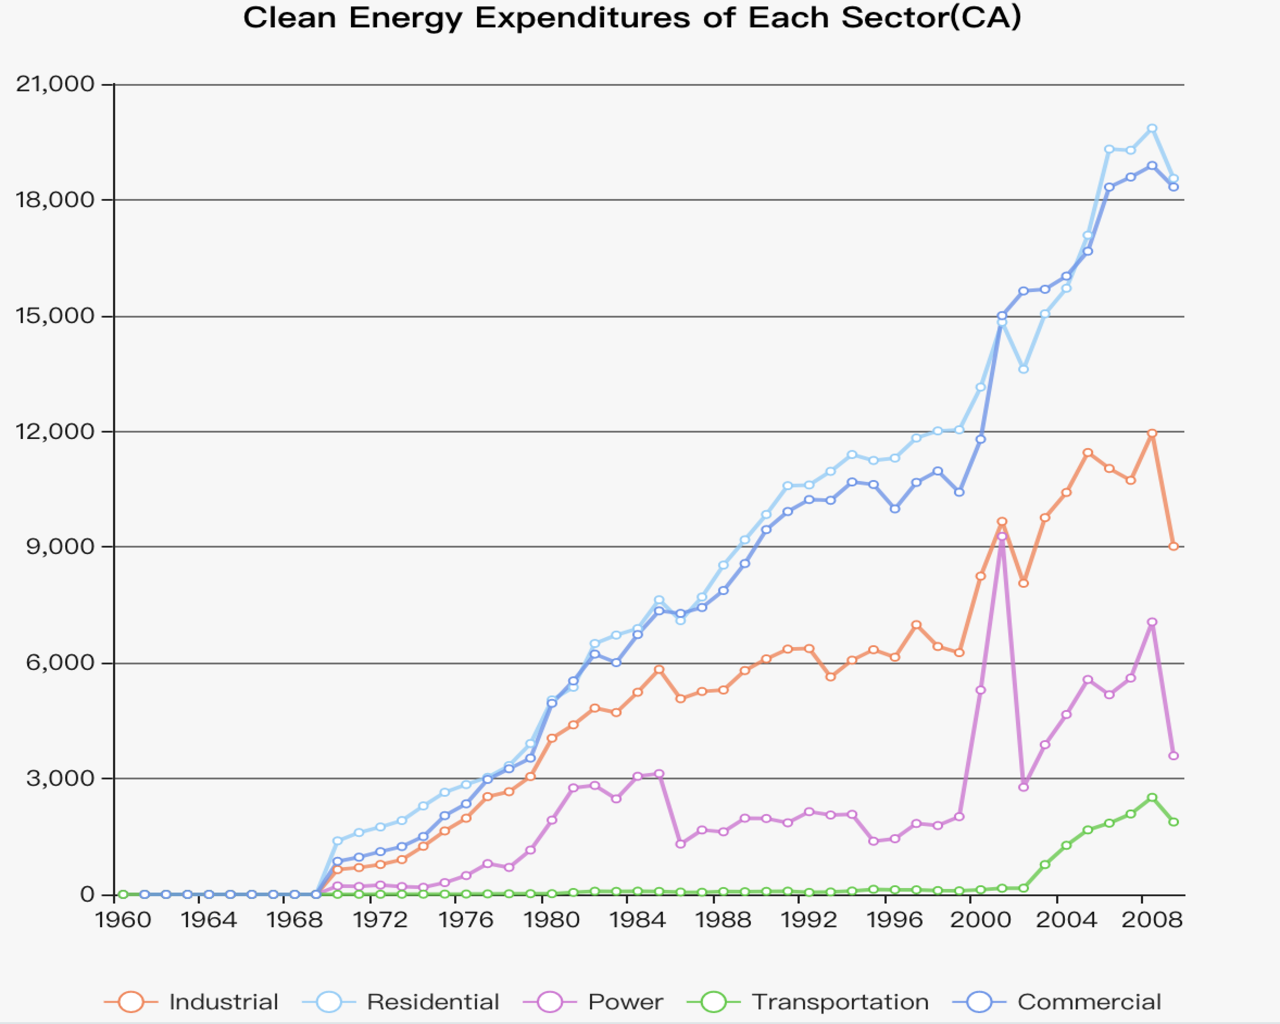 Clean Energy Expenditures of Each Sector(CA)
21,000
18,000
15,000
12,000
9,000
6,000
3,000
0
1960 1964 1968 1972 1976 1980 1984 1988 1992 1996 2000 2004 2008
Industrial Residential Power Transportation Commercial